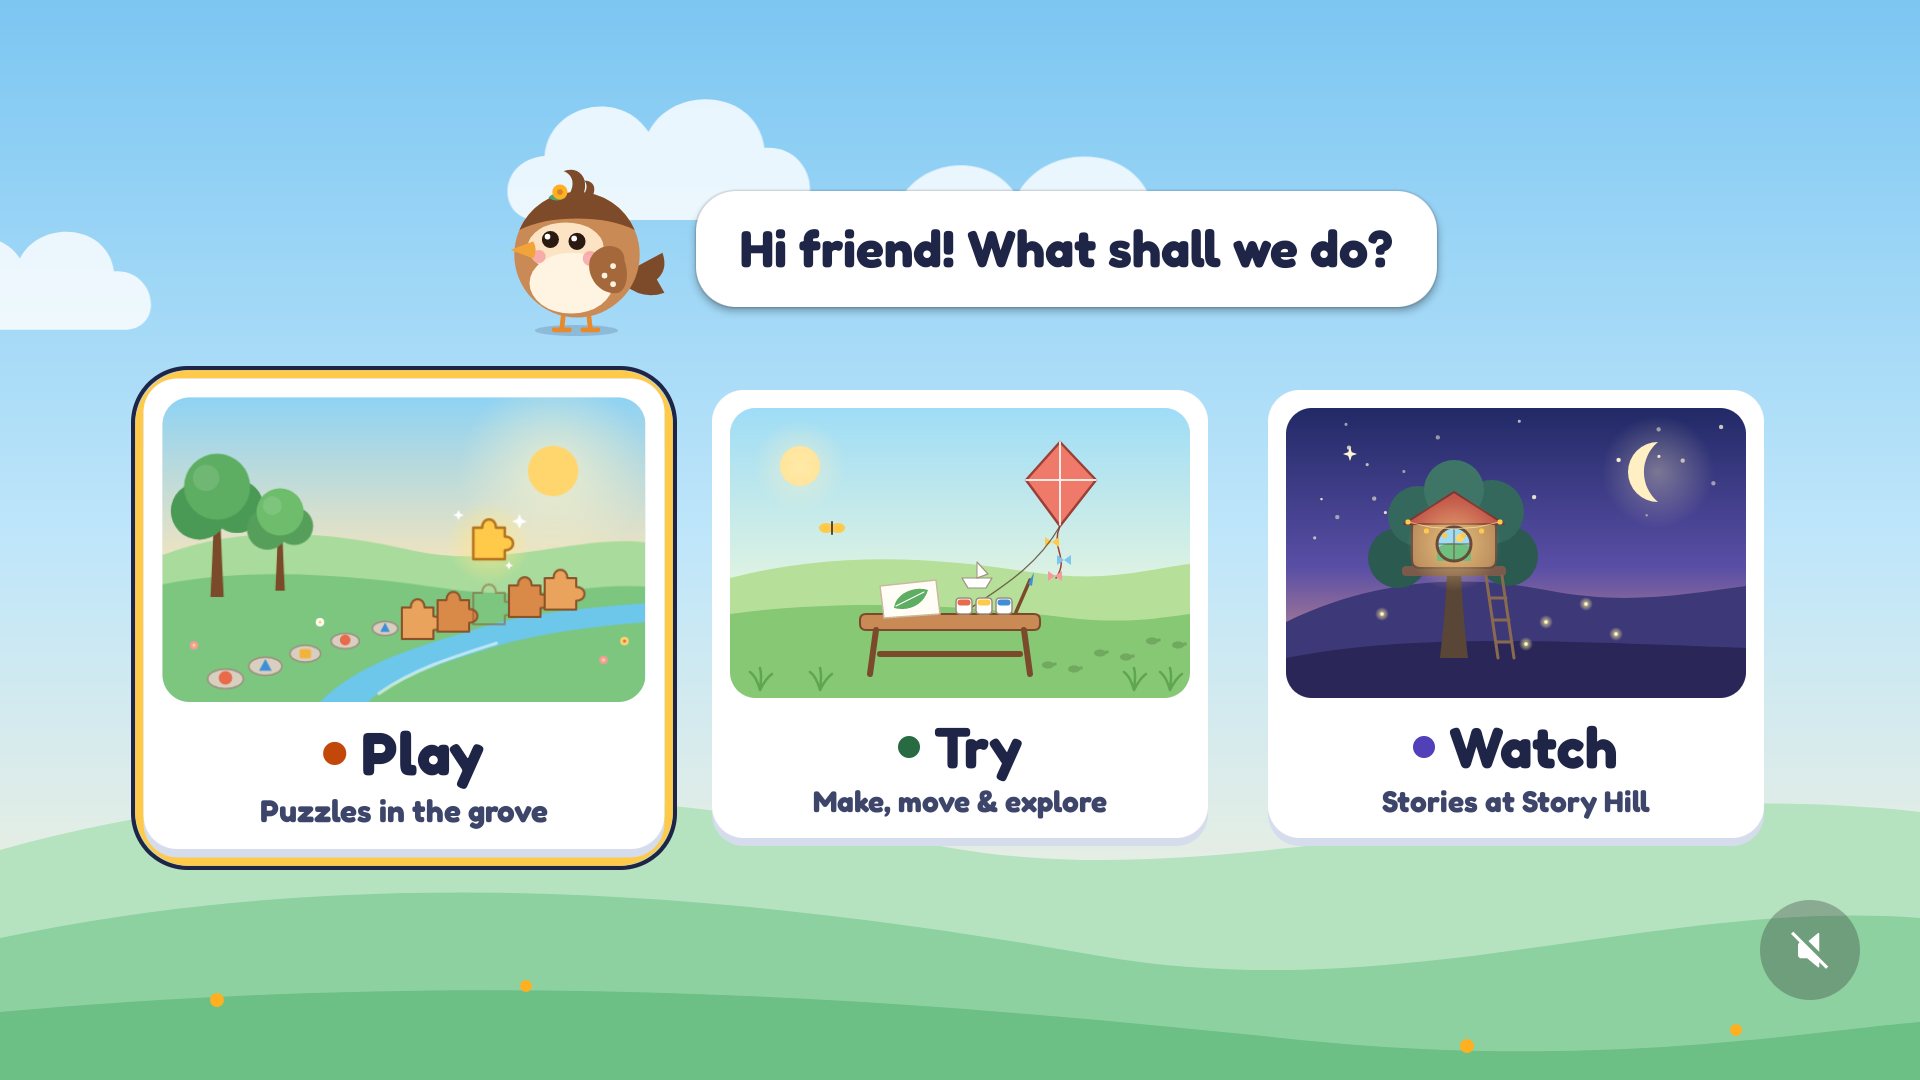 Hi friend! What shall we do?
Play
Puzzles in the grove
Try
Make, move & explore
Watch
Stories at Story Hill